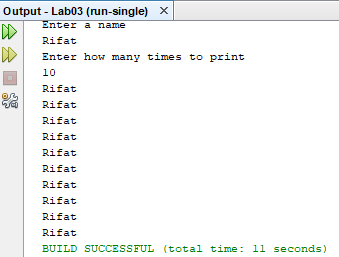 Output - Lab03 (run-single)
Enter a name
Rifat
Enter how many times to print
10
Rifat
Rifat
Rifat
Rifat
Rifat
Rifat
Rifat
Rifat
Rifat
Rifat
BUILD SUCCESSFUL (total time: 11 seconds)